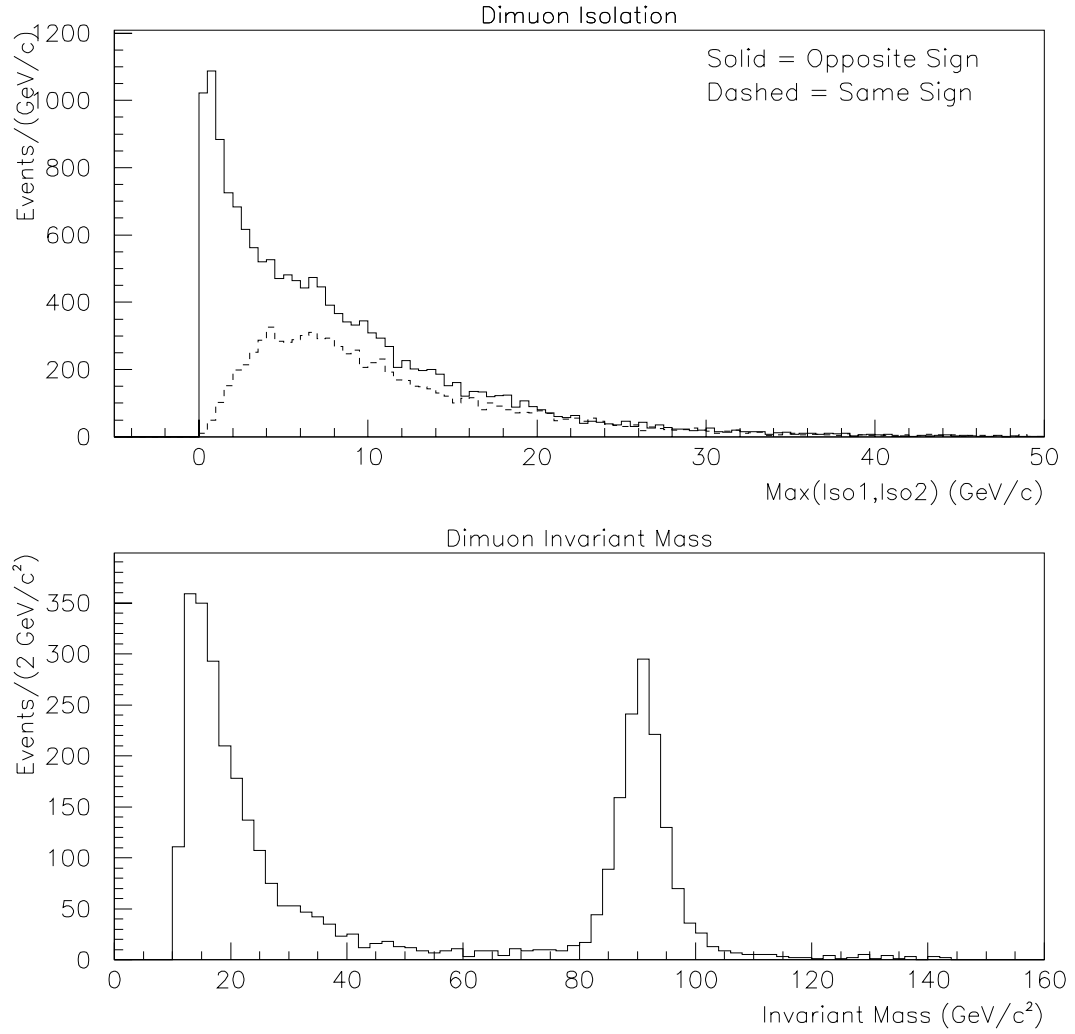 Dimuon Isolation
Events/(GeV/c)
1200
1000
800
600
400
200
0
Solid = Opposite Sign
Dashed = Same Sign
0 10 20 30 40 50
Max(Iso1,Iso2) (GeV/c)
Dimuon Invariant Mass
Events/(2 GeV/c²)
350
300
250
200
150
100
50
0
0 20 40 60 80 100 120 140 160
Invariant Mass (GeV/c²)